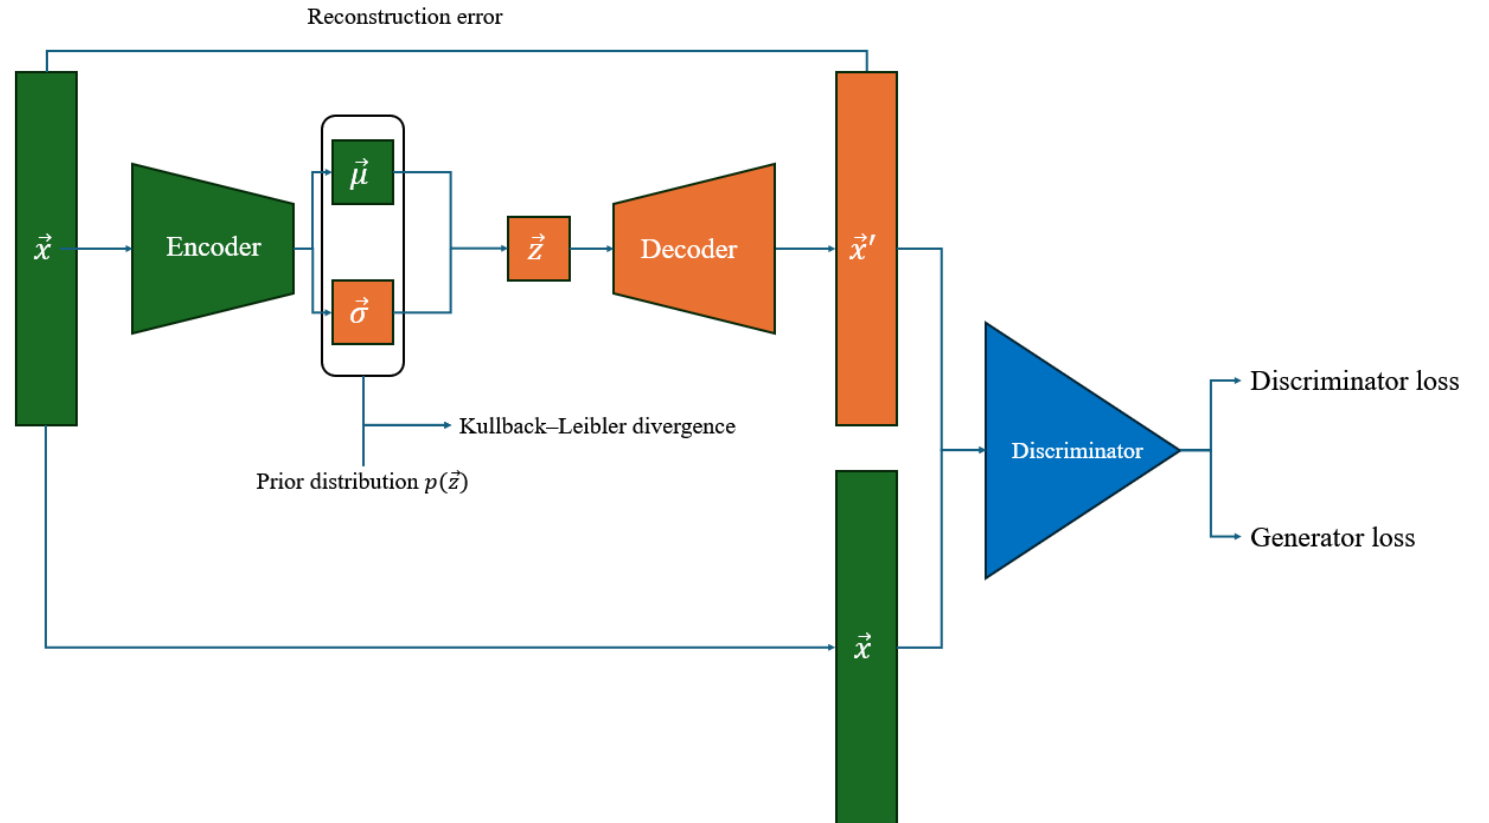 Reconstruction error
x⃗
Encoder
μ⃗
σ⃗
z⃗
Decoder
x⃗′
Kullback–Leibler divergence
Prior distribution p(z⃗)
Discriminator
Discriminator loss
Generator loss
x⃗